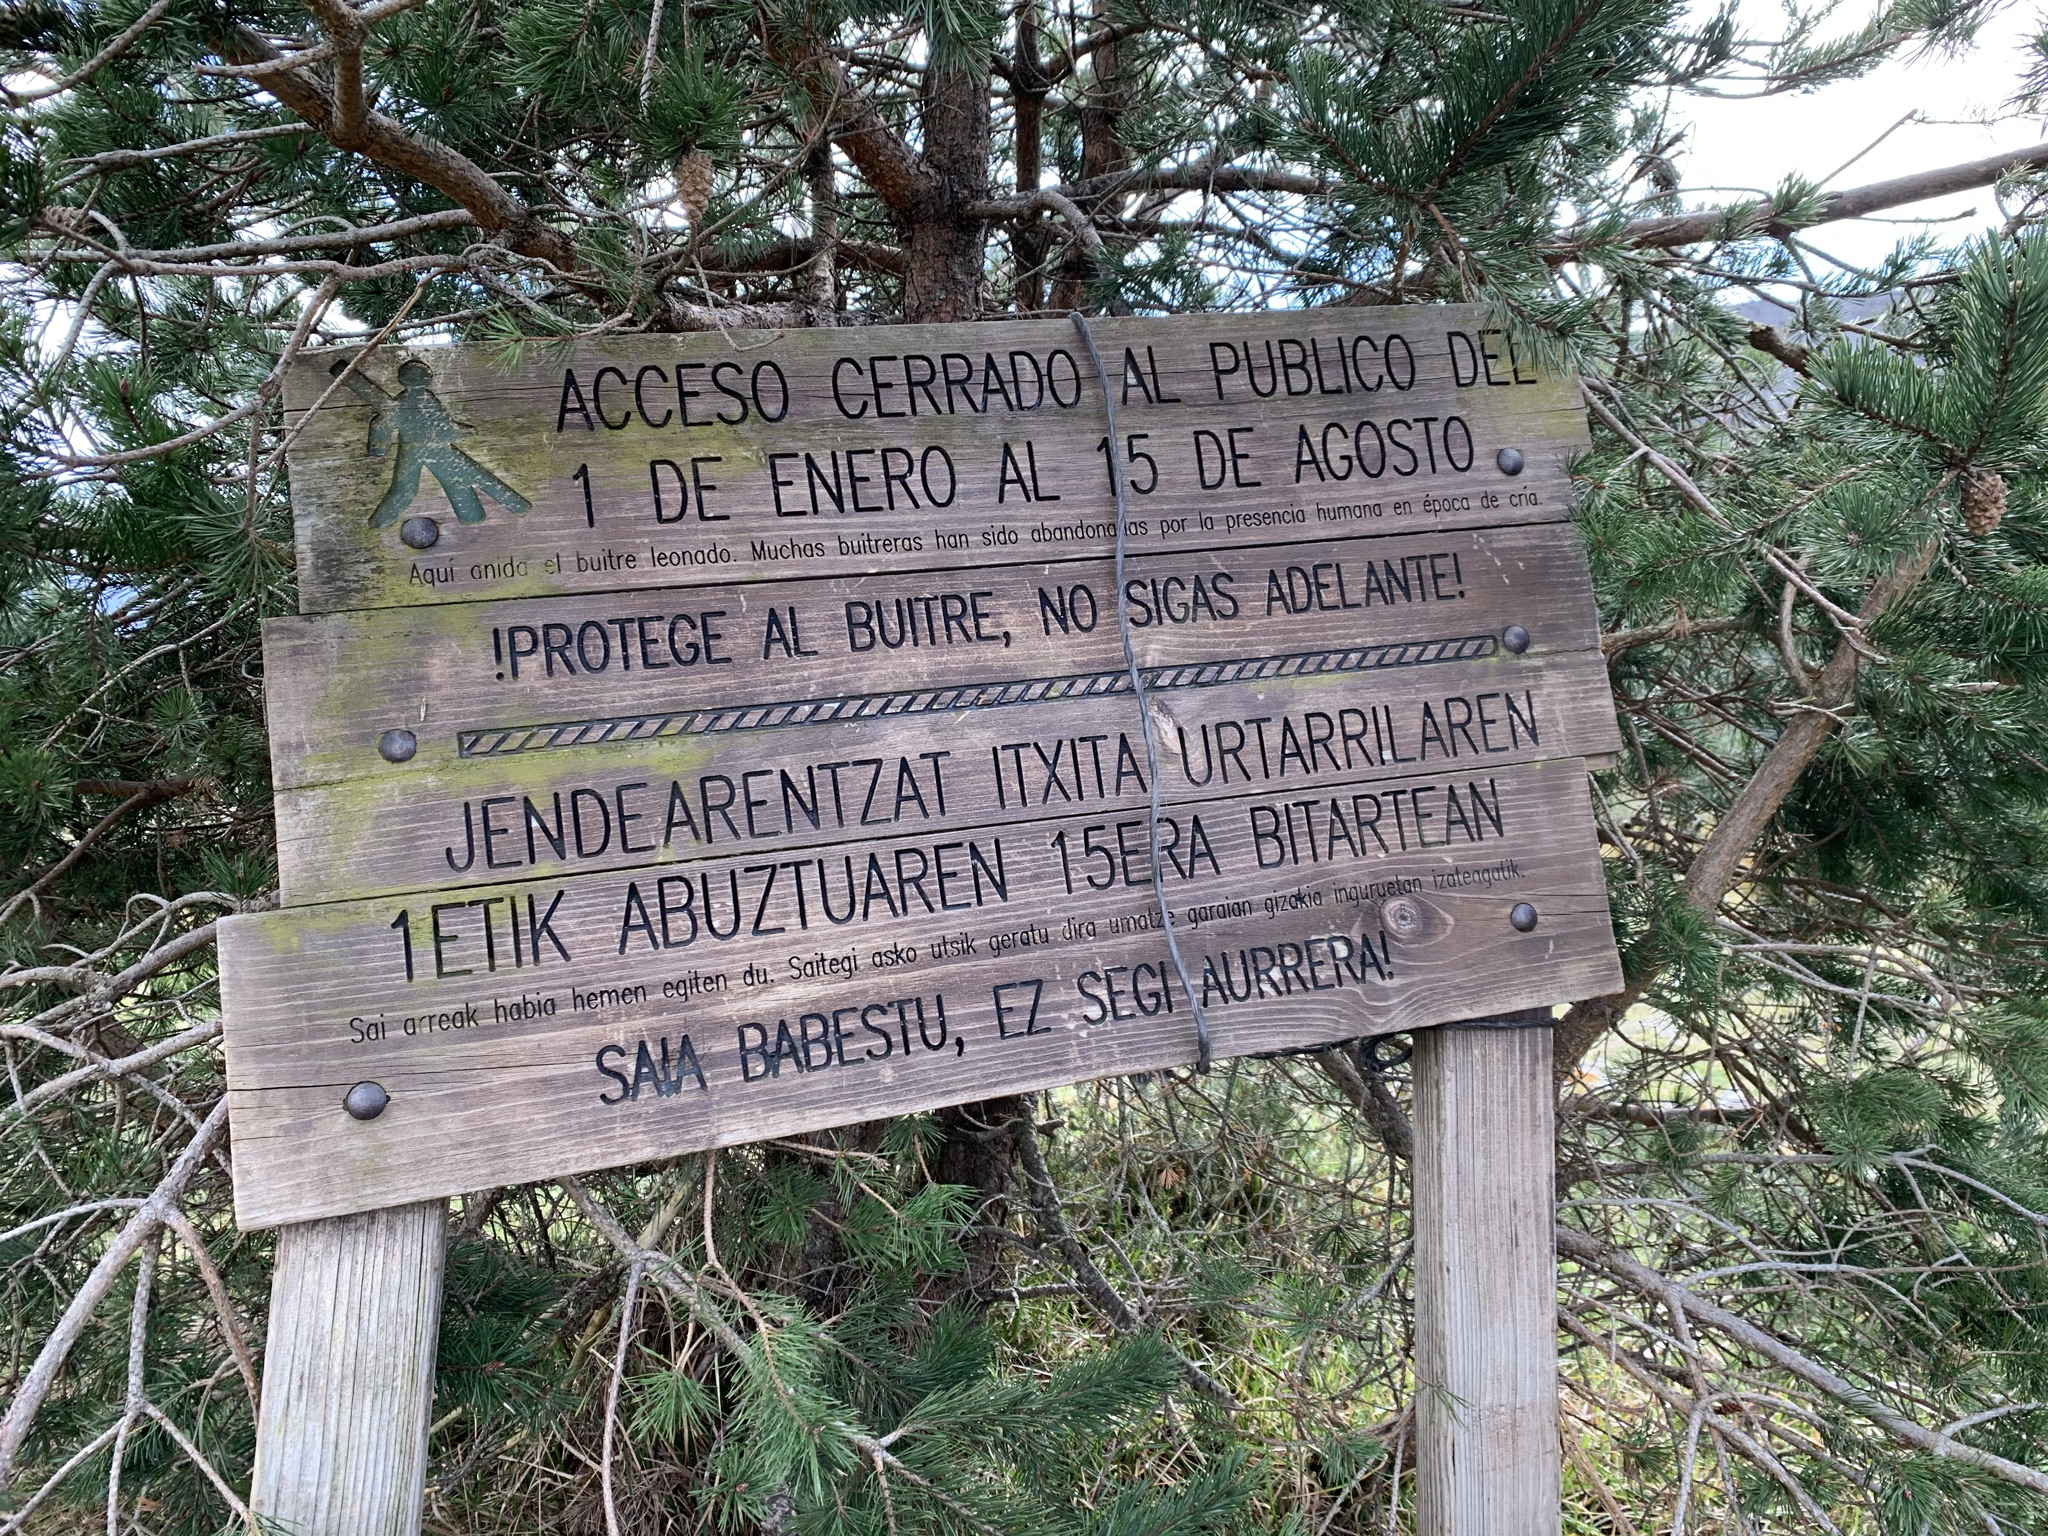 ACCESO CERRADO AL PUBLICO DEL
1 DE ENERO AL 15 DE AGOSTO
Aquí anida el buitre leonado. Muchas buitreras han sido abandonadas por la presencia humana en época de cría.
!PROTEGE AL BUITRE, NO SIGAS ADELANTE!
JENDEARENTZAT ITXITA URTARRILAREN
1ETIK ABUZTUAREN 15ERA BITARTEAN
Sai arreak habia hemen egiten du. Saitegi asko utsik geratu dira umatze garaian gizakia inguruetan izateagatik.
SAIA BABESTU, EZ SEGI AURRERA!